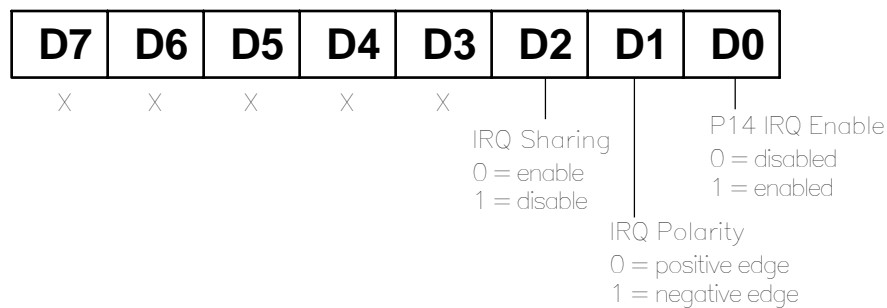 D7 D6 D5 D4 D3 D2 D1 D0
X X X X X
IRQ Sharing
0 = enable
1 = disable
P14 IRQ Enable
0 = disabled
1 = enabled
IRQ Polarity
0 = positive edge
1 = negative edge